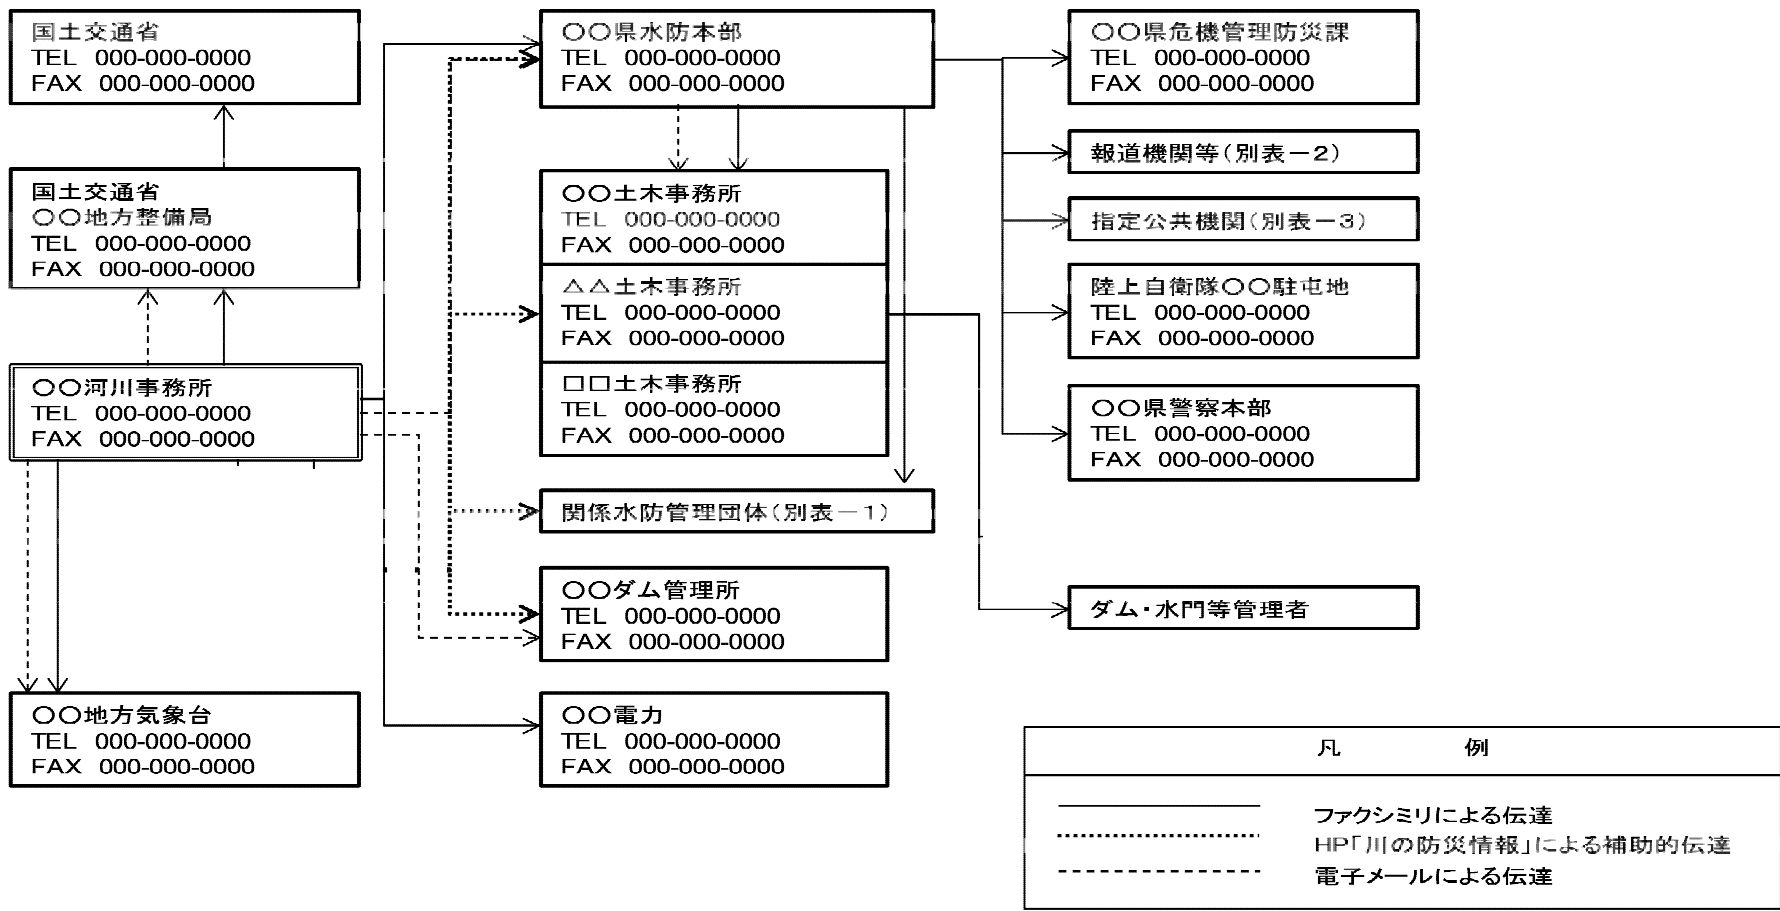 国土交通省
TEL 000-000-0000
FAX 000-000-0000
国土交通省
〇〇地方整備局
TEL 000-000-0000
FAX 000-000-0000
〇〇河川事務所
TEL 000-000-0000
FAX 000-000-0000
〇〇地方気象台
TEL 000-000-0000
FAX 000-000-0000
〇〇県水防本部
TEL 000-000-0000
FAX 000-000-0000
〇〇土木事務所
TEL 000-000-0000
FAX 000-000-0000
△△土木事務所
TEL 000-000-0000
FAX 000-000-0000
□□土木事務所
TEL 000-000-0000
FAX 000-000-0000
関係水防管理団体(別表－1)
〇〇ダム管理所
TEL 000-000-0000
FAX 000-000-0000
〇〇電力
TEL 000-000-0000
FAX 000-000-0000
〇〇県危機管理防災課
TEL 000-000-0000
FAX 000-000-0000
報道機関等(別表－2)
指定公共機関(別表－3)
陸上自衛隊〇〇駐屯地
TEL 000-000-0000
FAX 000-000-0000
〇〇県警察本部
TEL 000-000-0000
FAX 000-000-0000
ダム・水門等管理者
凡 例
ファクシミリによる伝達
HP「川の防災情報」による補助的伝達
電子メールによる伝達